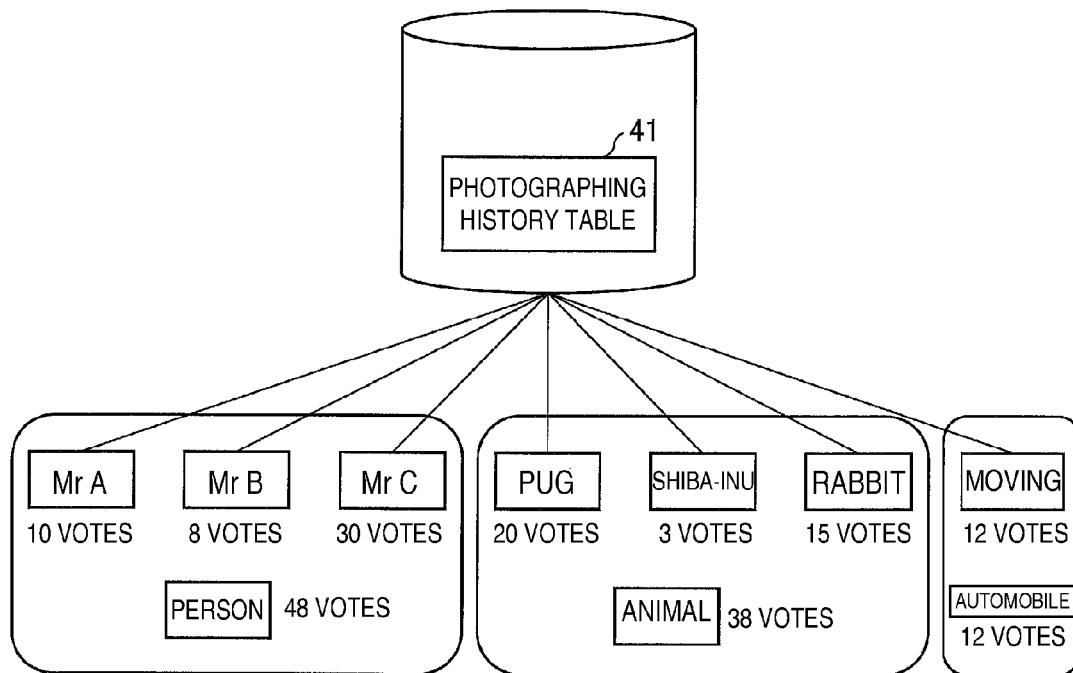 41
PHOTOGRAPHING
HISTORY TABLE
Mr A
Mr B
Mr C
PUG
SHIBA-INU
RABBIT
MOVING
10 VOTES
8 VOTES
30 VOTES
20 VOTES
3 VOTES
15 VOTES
12 VOTES
PERSON
48 VOTES
ANIMAL
38 VOTES
AUTOMOBILE
12 VOTES